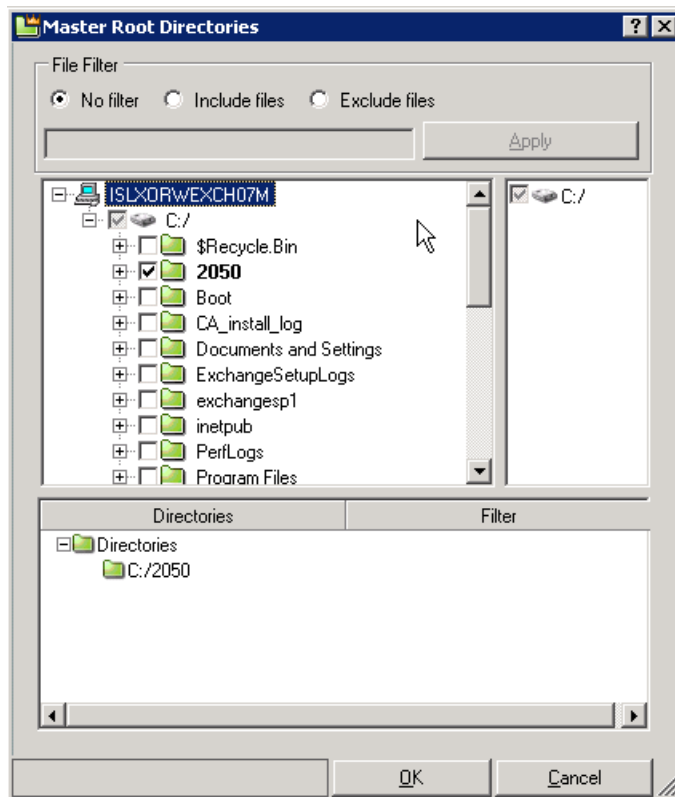 Master Root Directories
File Filter
No filter Include files Exclude files
Apply
ISLXORWEXCH07M
C:/
C:/
$Recycle.Bin
2050
Boot
CA_install_log
Documents and Settings
ExchangeSetupLogs
exchangesp1
inetpub
PerfLogs
Program Files
Directories Filter
Directories
C:/2050
OK Cancel